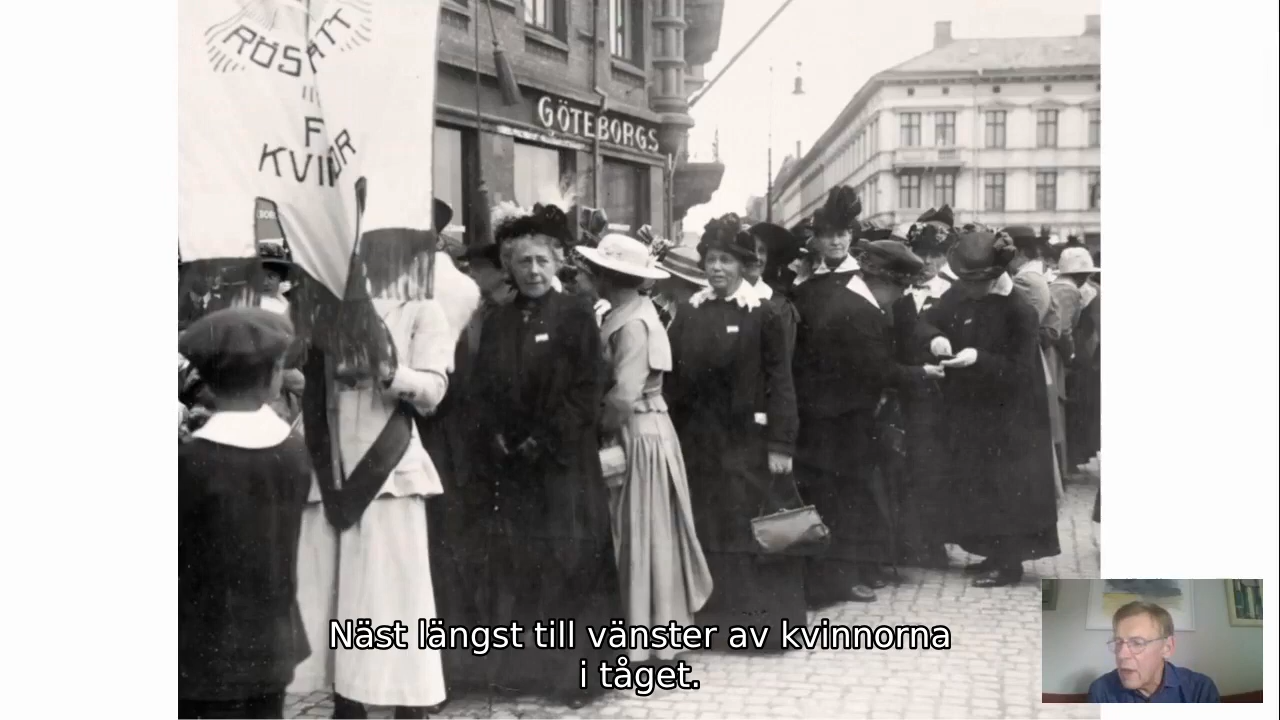 RÖSTRÄTT
FÖR
KVINNOR
GÖTEBORGS
Näst längst till vänster av kvinnorna
i tåget.